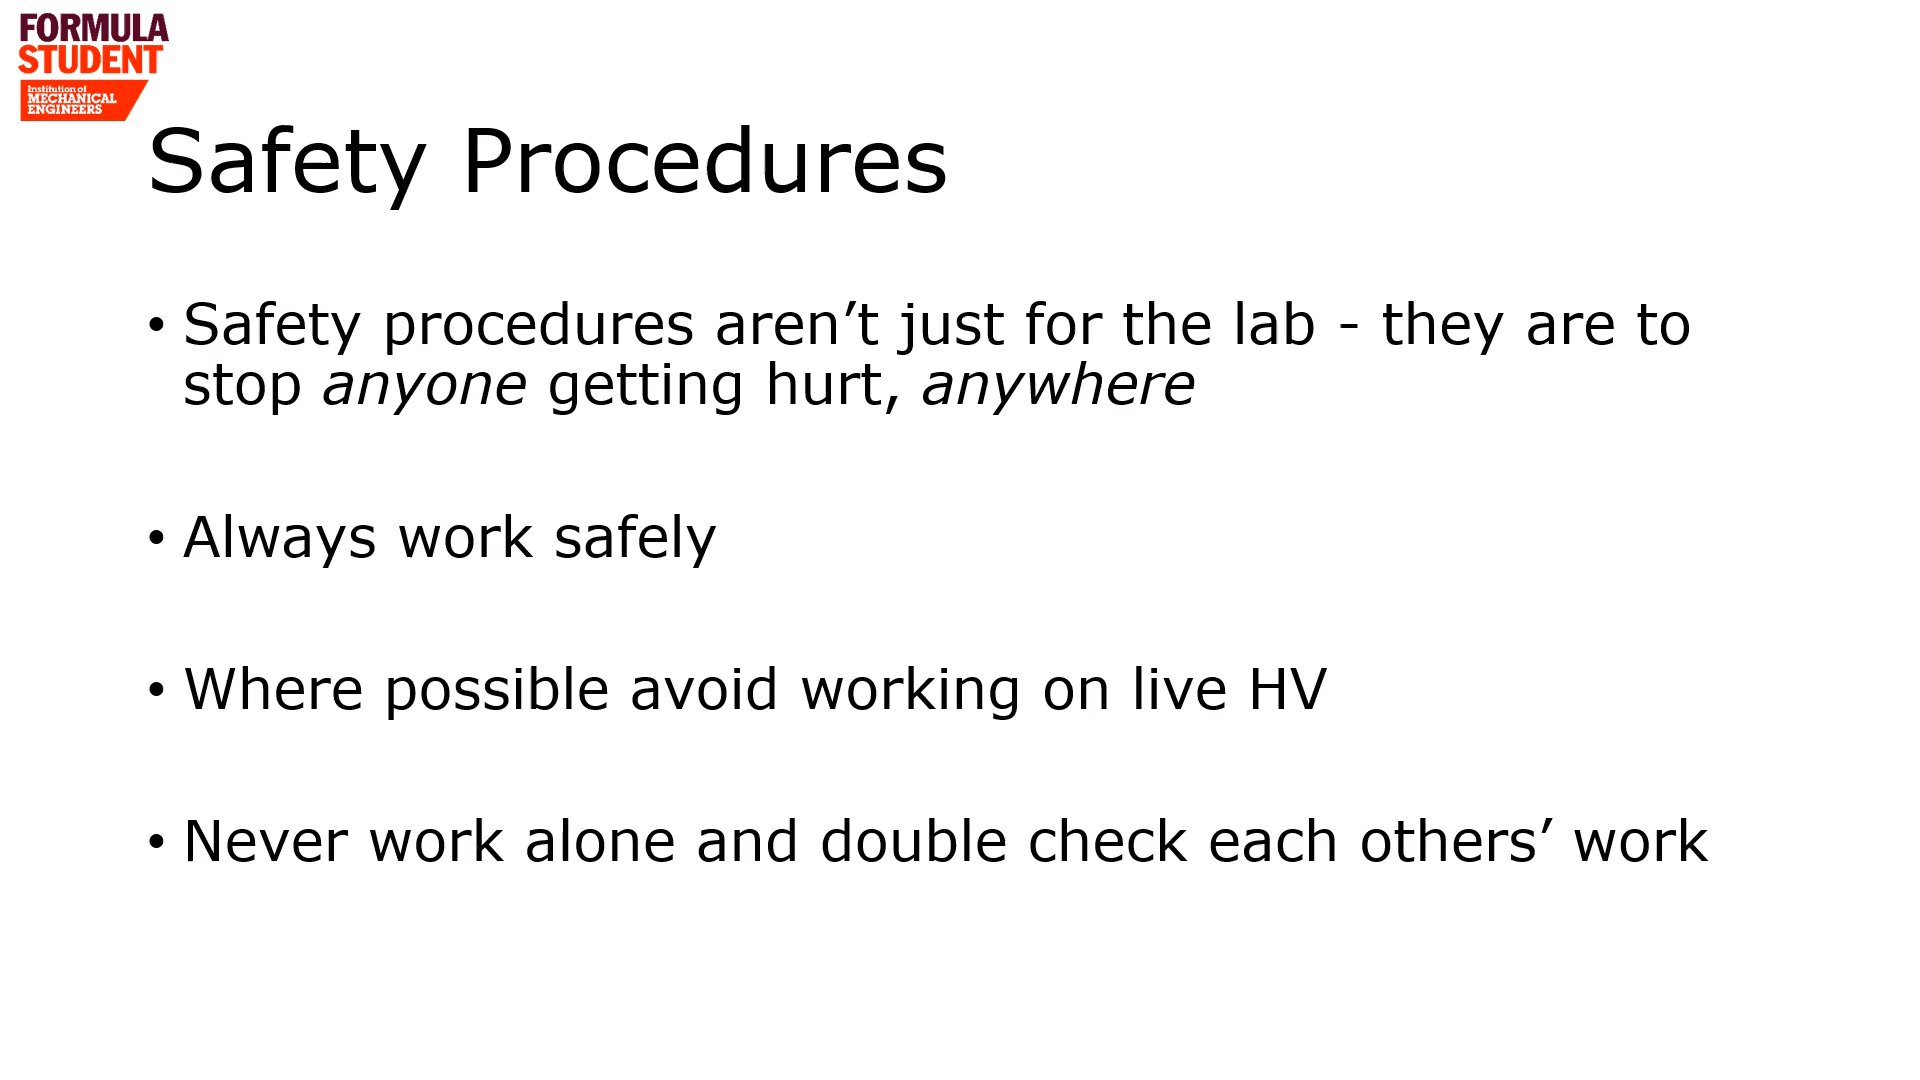 FORMULA
STUDENT
Institution of
MECHANICAL
ENGINEERS
Safety Procedures
• Safety procedures aren’t just for the lab - they are to
stop anyone getting hurt, anywhere
• Always work safely
• Where possible avoid working on live HV
• Never work alone and double check each others’ work